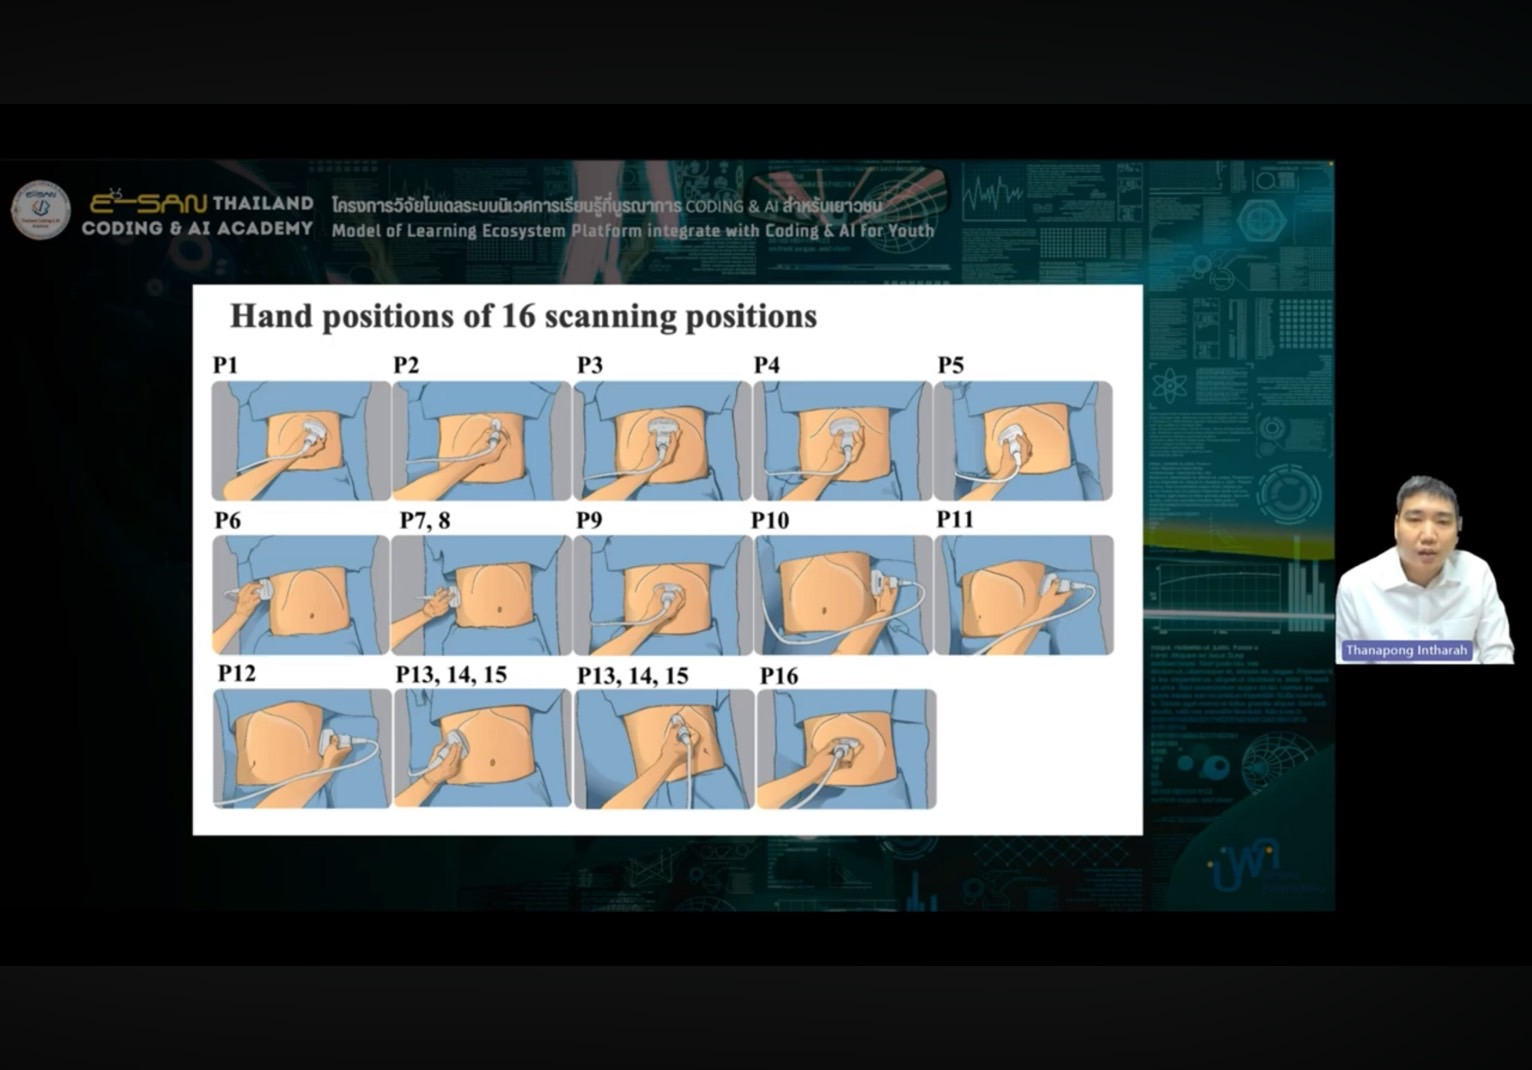 E-SAN THAILAND
CODING & AI ACADEMY
โครงการวิจัยโมเดลระบบนิเวศการเรียนรู้ที่บูรณาการ CODING & AI สำหรับเยาวชน
Model of Learning Ecosystem Platform integrate with Coding & AI for Youth
Hand positions of 16 scanning positions
P1 P2 P3 P4 P5
P6 P7, 8 P9 P10 P11
P12 P13, 14, 15 P13, 14, 15 P16
Thanapong Intharah